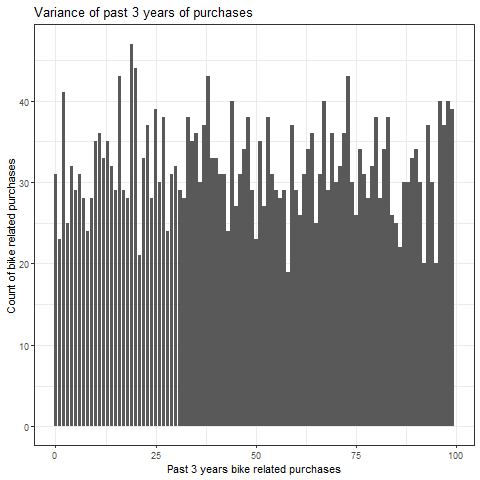 Variance of past 3 years of purchases
Count of bike related purchases
40
30
20
10
0
0 25 50 75 100
Past 3 years bike related purchases